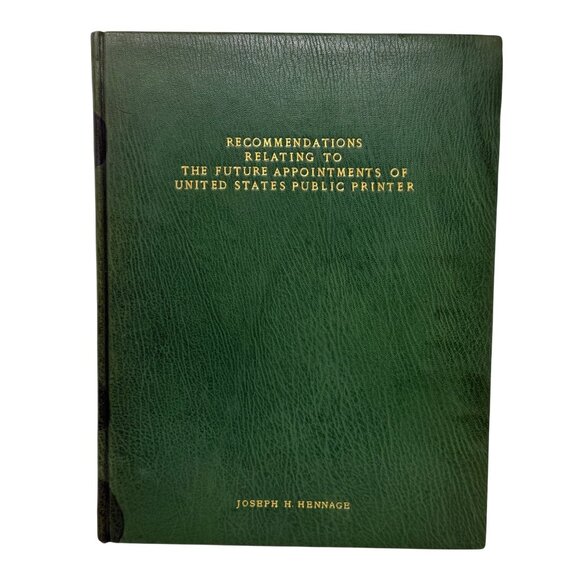 RECOMMENDATIONS
RELATING TO
THE FUTURE APPOINTMENTS OF
UNITED STATES PUBLIC PRINTER
JOSEPH H. HENNAGE